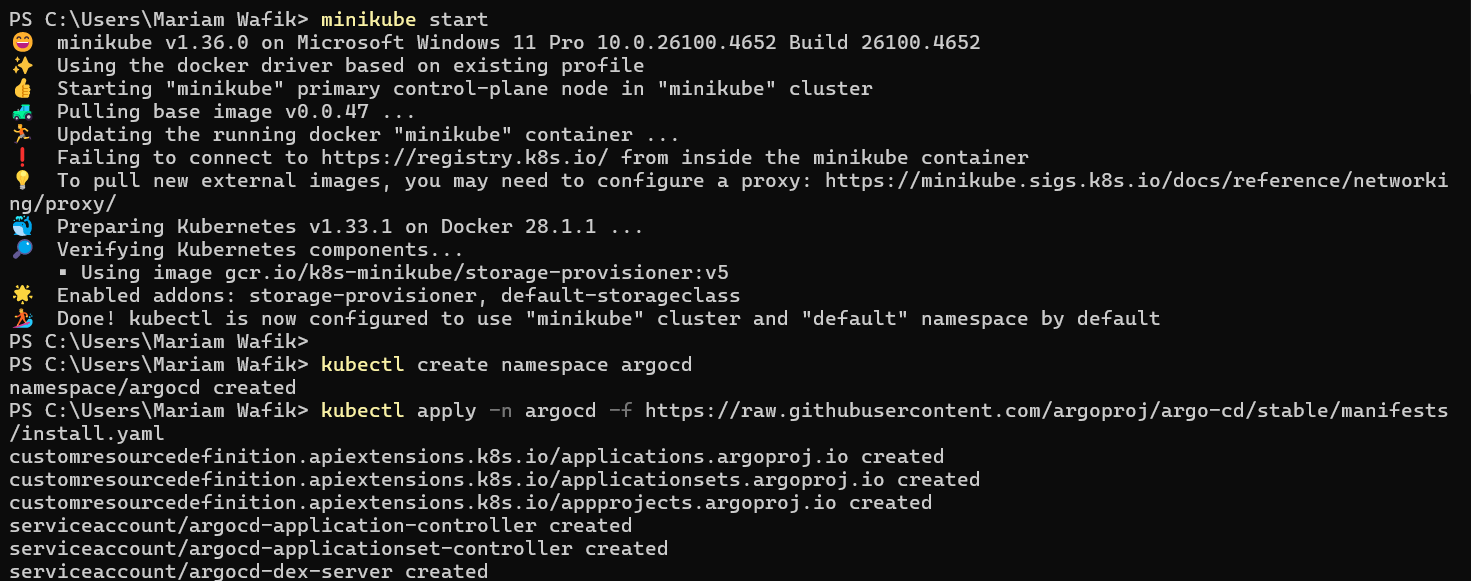 PS C:\Users\Mariam Wafik> minikube start
😄  minikube v1.36.0 on Microsoft Windows 11 Pro 10.0.26100.4652 Build 26100.4652
✨  Using the docker driver based on existing profile
👍  Starting "minikube" primary control-plane node in "minikube" cluster
🚜  Pulling base image v0.0.47 ...
🏃  Updating the running docker "minikube" container ...
❗  Failing to connect to https://registry.k8s.io/ from inside the minikube container
💡  To pull new external images, you may need to configure a proxy: https://minikube.sigs.k8s.io/docs/reference/networki
ng/proxy/
🐳  Preparing Kubernetes v1.33.1 on Docker 28.1.1 ...
🔎  Verifying Kubernetes components...
    ▪ Using image gcr.io/k8s-minikube/storage-provisioner:v5
🌟  Enabled addons: storage-provisioner, default-storageclass
🏄  Done! kubectl is now configured to use "minikube" cluster and "default" namespace by default
PS C:\Users\Mariam Wafik>
PS C:\Users\Mariam Wafik> kubectl create namespace argocd
namespace/argocd created
PS C:\Users\Mariam Wafik> kubectl apply -n argocd -f https://raw.githubusercontent.com/argoproj/argo-cd/stable/manifests
/install.yaml
customresourcedefinition.apiextensions.k8s.io/applications.argoproj.io created
customresourcedefinition.apiextensions.k8s.io/applicationsets.argoproj.io created
customresourcedefinition.apiextensions.k8s.io/appprojects.argoproj.io created
serviceaccount/argocd-application-controller created
serviceaccount/argocd-applicationset-controller created
serviceaccount/argocd-dex-server created